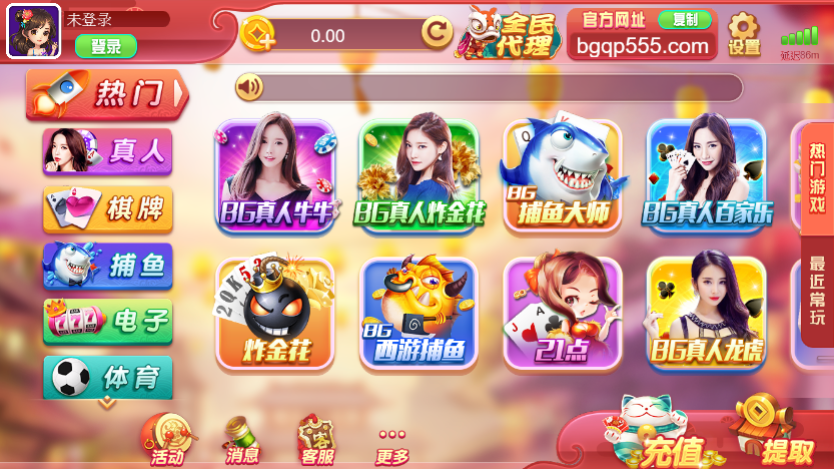 未登录
登录
0.00
全民
代理
官方网址
复制
bgqp555.com
设置
延迟86m
热门
真人
棋牌
捕鱼
电子
体育
BG真人牛牛
BG真人炸金花
BG
捕鱼大师
BG真人百家乐
2QK53
炸金花
BG
西游捕鱼
J A
21点
BG真人龙虎
热门游戏
最近常玩
活动
消息
客
客服
更多
充值
提取